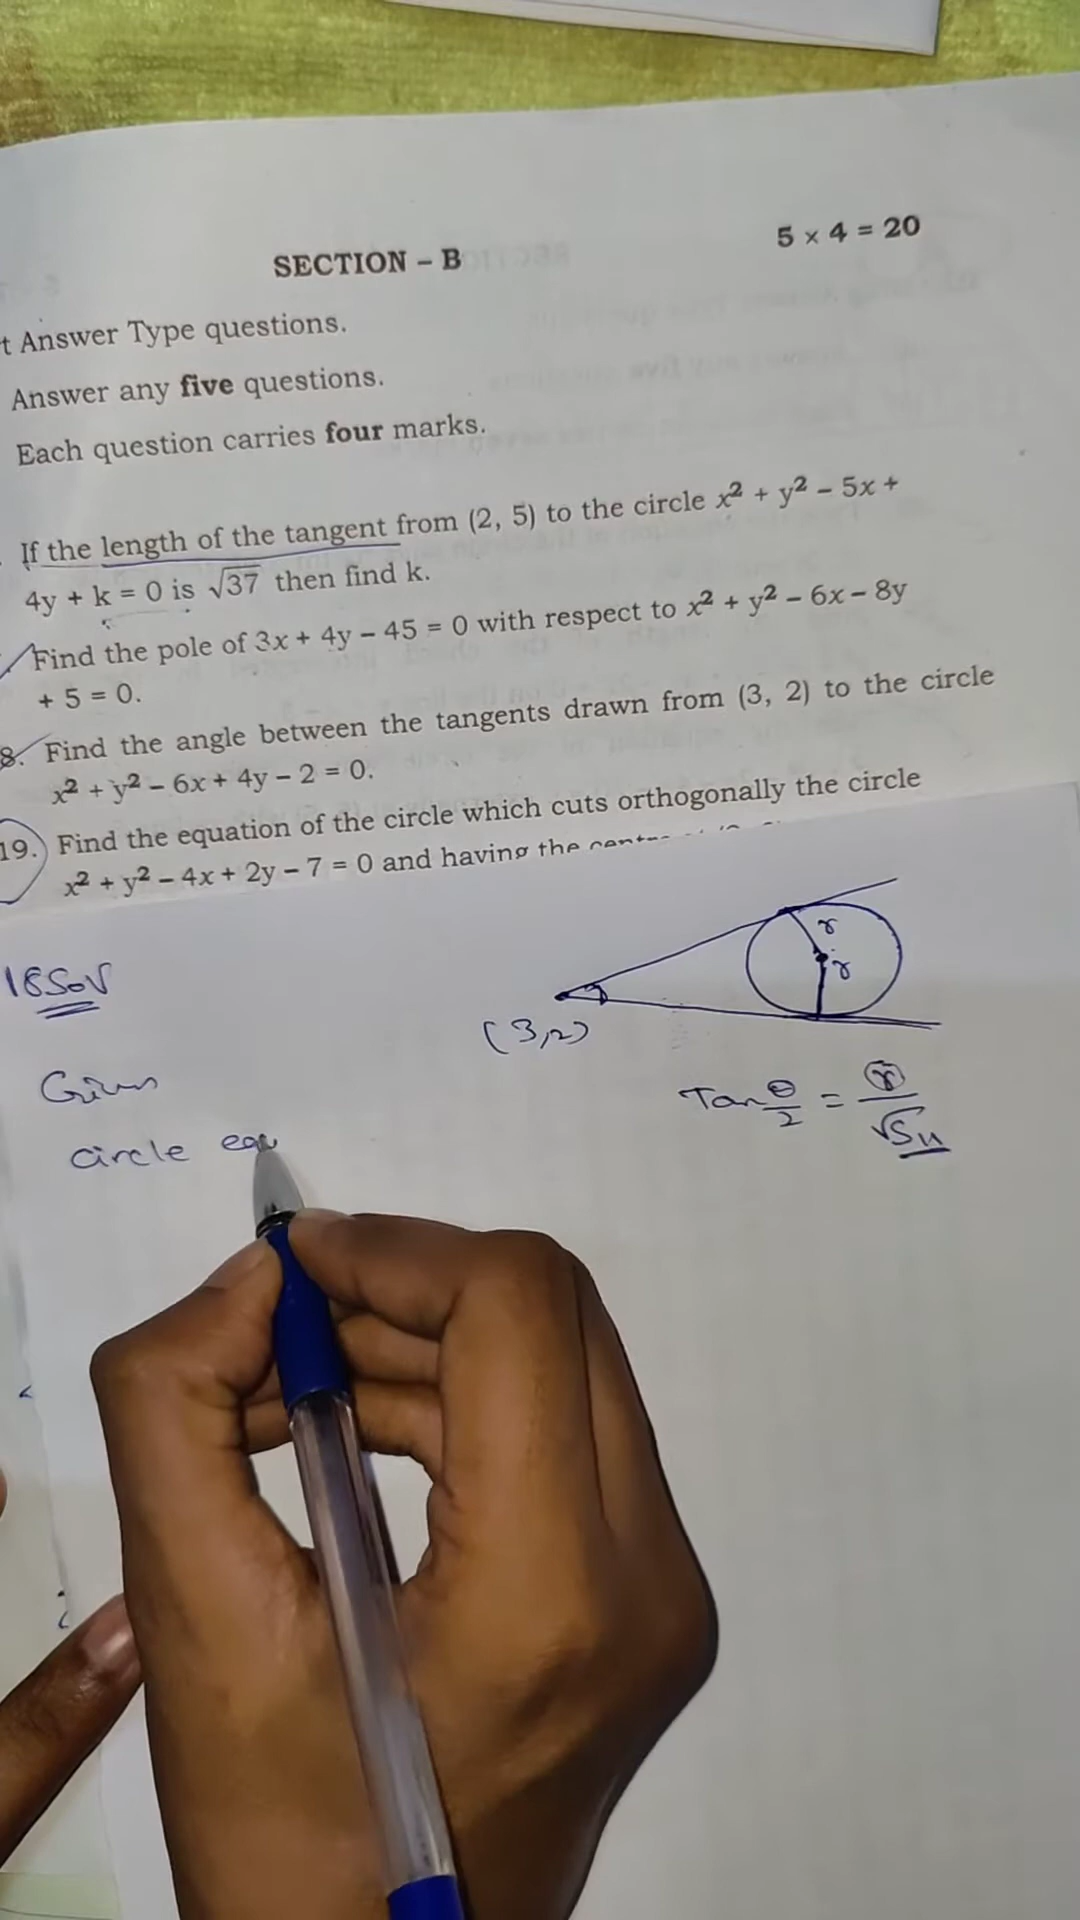 5 × 4 = 20
SECTION – B
t Answer Type questions.
Answer any five questions.
Each question carries four marks.
If the length of the tangent from (2, 5) to the circle x² + y² – 5x +
4y + k = 0 is √37 then find k.
Find the pole of 3x + 4y – 45 = 0 with respect to x² + y² – 6x – 8y
+ 5 = 0.
8. Find the angle between the tangents drawn from (3, 2) to the circle
x² + y² – 6x + 4y – 2 = 0.
19. Find the equation of the circle which cuts orthogonally the circle
x² + y² – 4x + 2y – 7 = 0 and having the
r
r
18 Sol
(3,2)
Given
Tan θ/2 = r/√S₁₁
circle equ